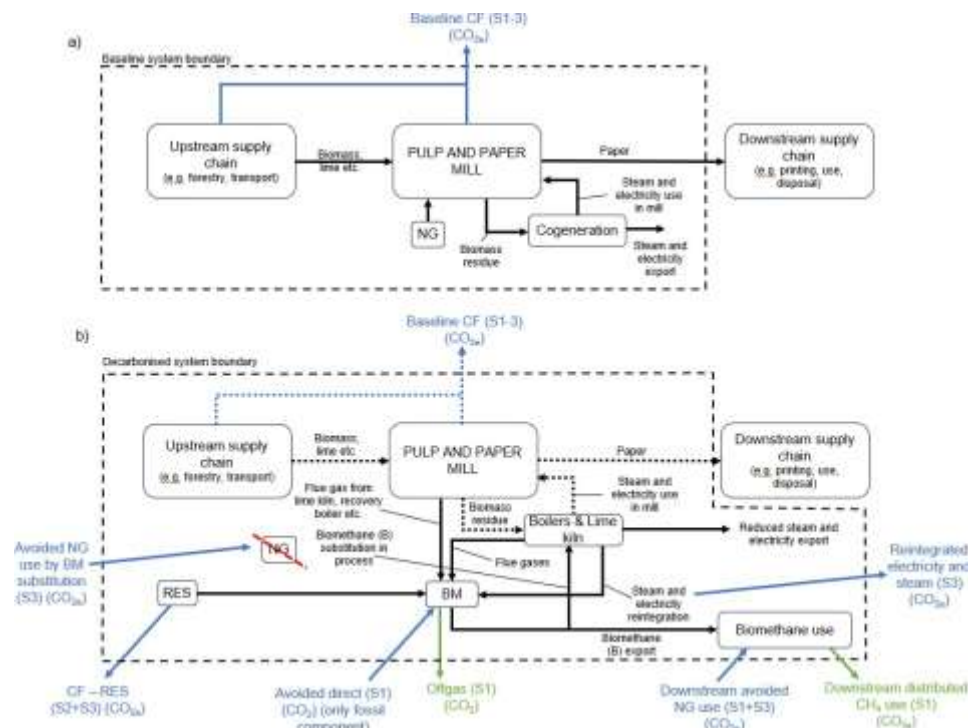 Baseline CF (S1-3)
(CO2e)
a)
Baseline system boundary
Upstream supply
chain
(e.g. forestry, transport)
Biomass,
lime etc.
PULP AND PAPER
MILL
Paper
Downstream supply
chain
(e.g. printing, use,
disposal)
Steam and
electricity use
in mill
NG
Cogeneration
Biomass
residue
Steam and
electricity
export
Baseline CF (S1-3)
(CO2e)
b)
Decarbonised system boundary
Upstream supply
chain
(e.g. forestry, transport)
Biomass,
lime etc
PULP AND PAPER
MILL
Paper
Downstream supply
chain
(e.g. printing, use,
disposal)
Flue gas from
lime kiln, recovery
boiler etc.
Biomass
residue
Steam and
electricity use
in mill
Boilers & Lime
kiln
Reduced steam and
electricity export
Avoided NG
use by BM
substitution
(S3) (CO2e)
NG
Biomethane (B)
substitution in
process
Flue gases
Reintegrated
electricity and
steam (S3)
(CO2e)
RES
BM
Steam and
electricity
reintegration
Biomethane
(B) export
Biomethane use
CF – RES
(S2+S3) (CO2e)
Avoided direct (S1)
(CO2) (only fossil
component)
Offgas (S1)
(CO2)
Downstream avoided
NG use (S1+S3)
(CO2e)
Downstream distributed
CH4 use (S1)
(CO2e)